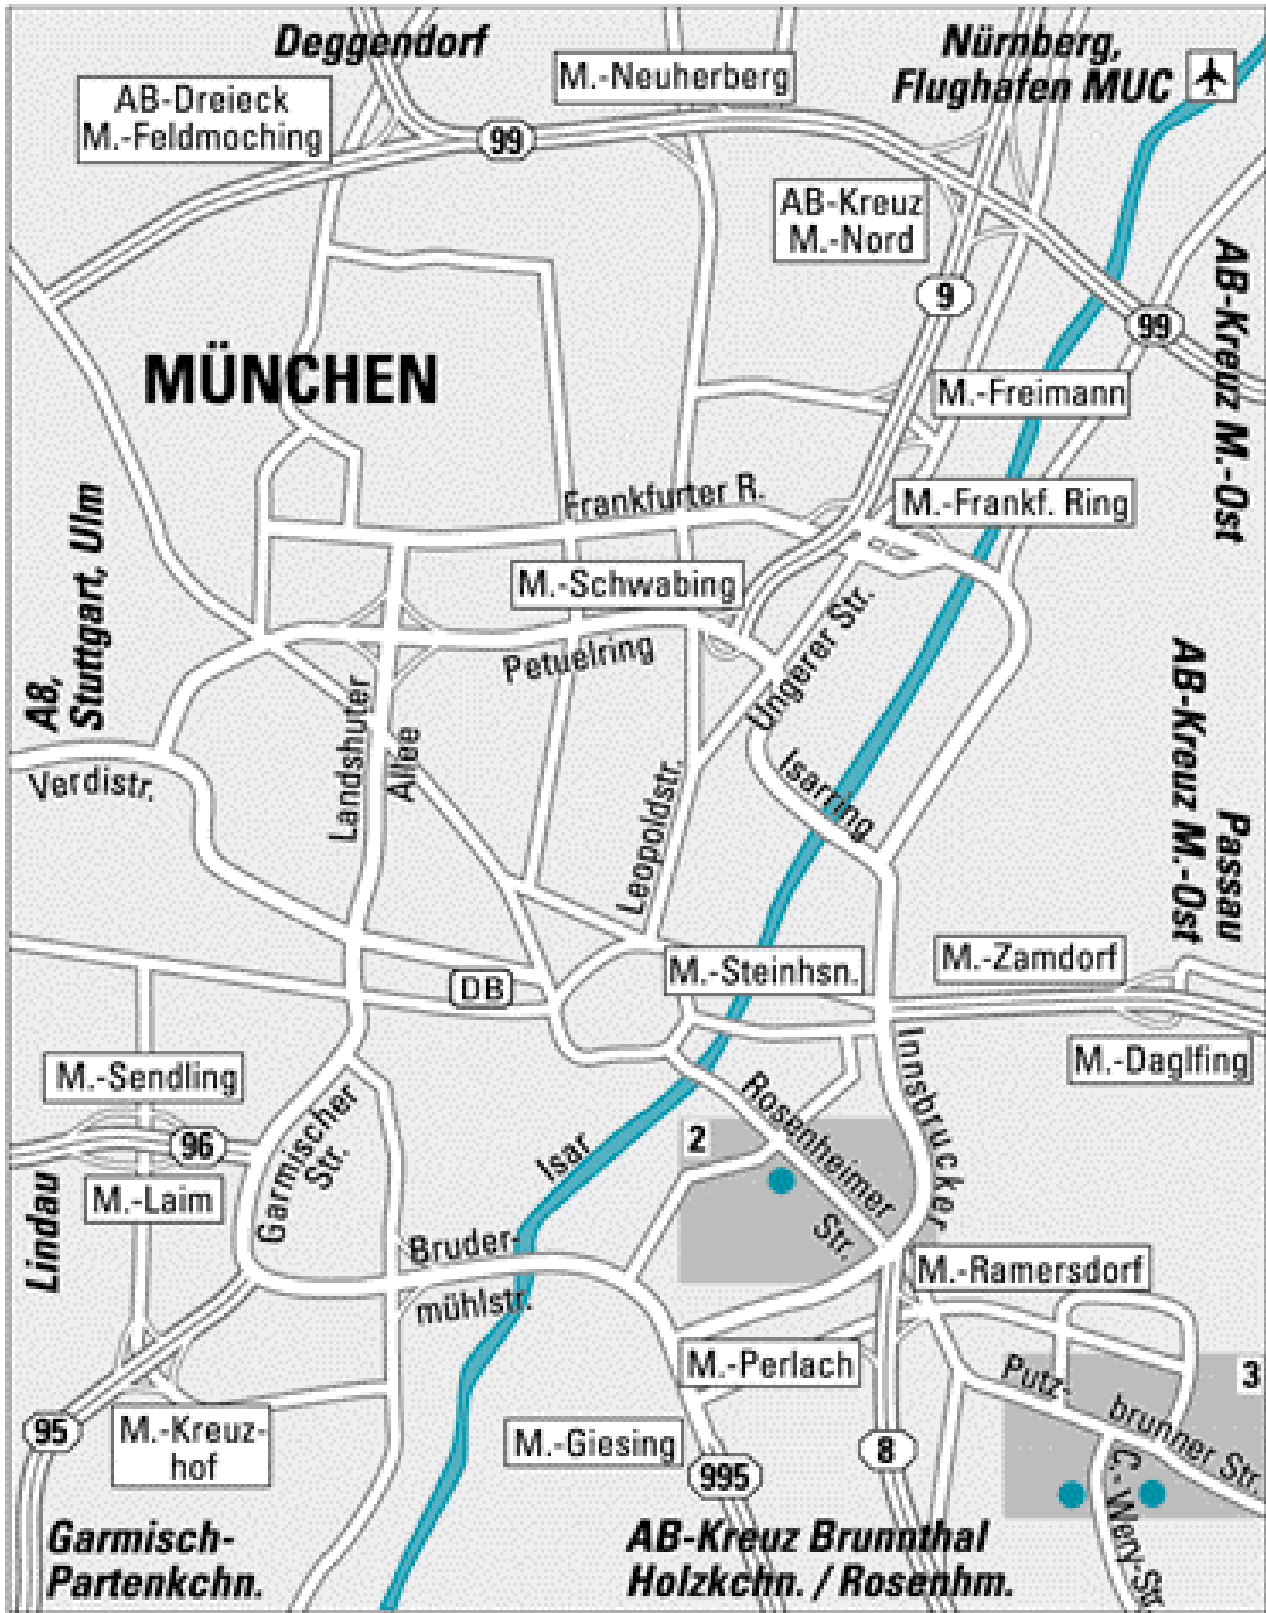 Deggendorf
M.-Neuherberg
Nürnberg,
Flughafen MUC
AB-Dreieck
M.-Feldmoching
99
AB-Kreuz
M.-Nord
9
99
AB-Kreuz M.-Ost
MÜNCHEN
M.-Freimann
Frankfurter R.
M.-Frankf. Ring
A8,
Stuttgart, Ulm
M.-Schwabing
Petuelring
Ungerer Str.
Landshuter
Allee
Verdistr.
Leopoldstr.
Isarring
Passau
AB-Kreuz M.-Ost
DB
M.-Steinhsn.
M.-Zamdorf
M.-Daglfing
M.-Sendling
Innsbrucker
Rosenheimer
Str.
Garmischer
Str.
96
M.-Laim
Lindau
Isar
2
Bruder-
mühlstr.
M.-Ramersdorf
M.-Perlach
3
Putz-
brunner Str.
95
M.-Kreuz-
hof
M.-Giesing
995
8
C.-Wery-Str.
Garmisch-
Partenkchn.
AB-Kreuz Brunnthal
Holzkchn. / Rosenhm.